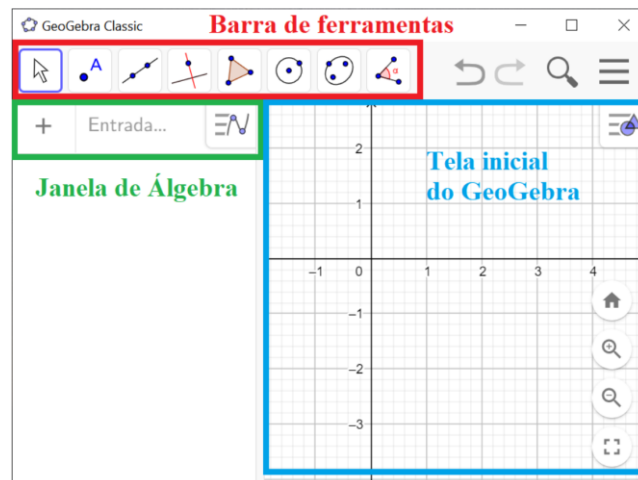 GeoGebra Classic
Barra de ferramentas
A
α
Entrada...
Janela de Álgebra
Tela inicial
do GeoGebra
2
1
–1 0 1 2 3 4
–1
–2
–3